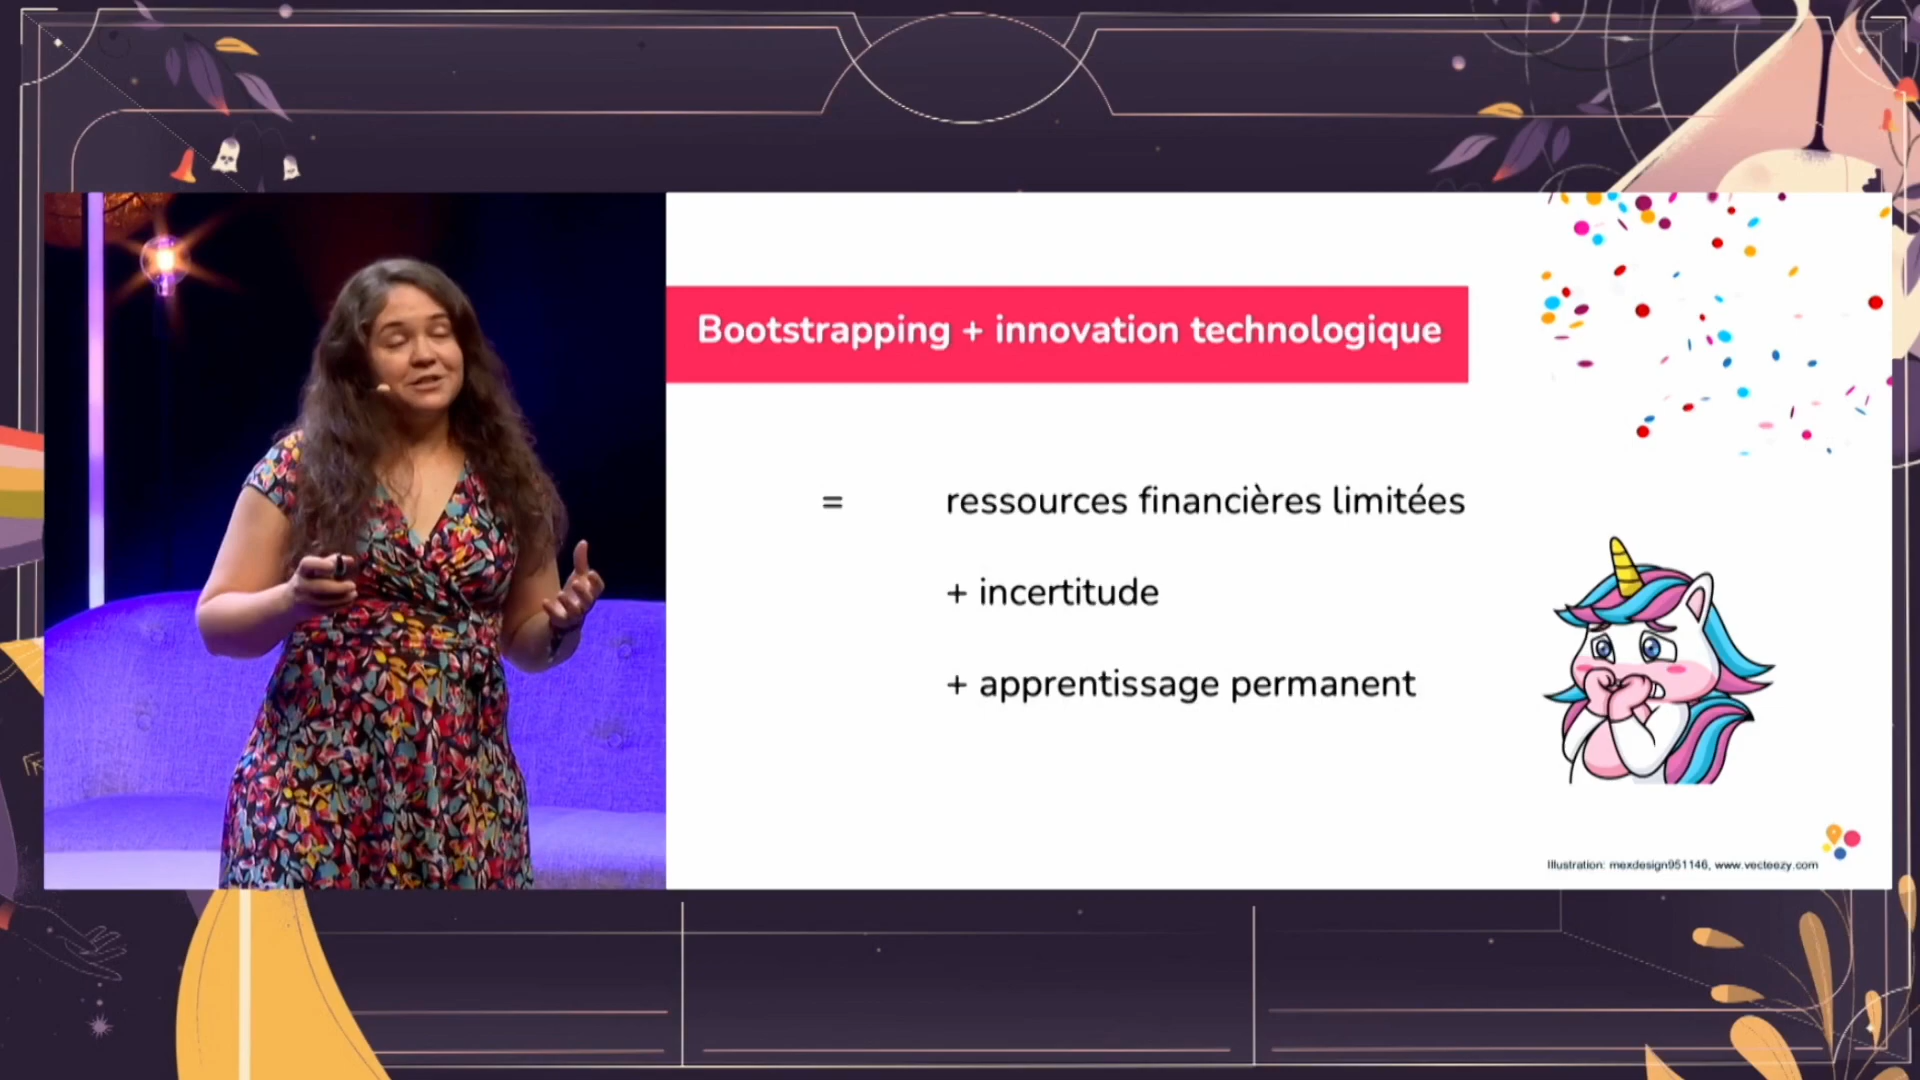 Bootstrapping + innovation technologique
= ressources financières limitées
+ incertitude
+ apprentissage permanent
Illustration: mexdesign951146, www.vecteezy.com